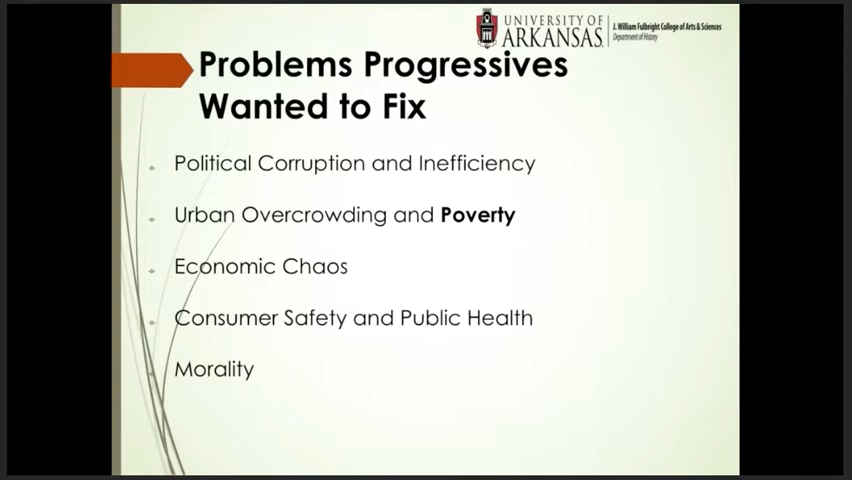 UNIVERSITY OF
ARKANSAS
J. William Fulbright College of Arts & Sciences
Department of History
Problems Progressives
Wanted to Fix
Political Corruption and Inefficiency
Urban Overcrowding and Poverty
Economic Chaos
Consumer Safety and Public Health
Morality